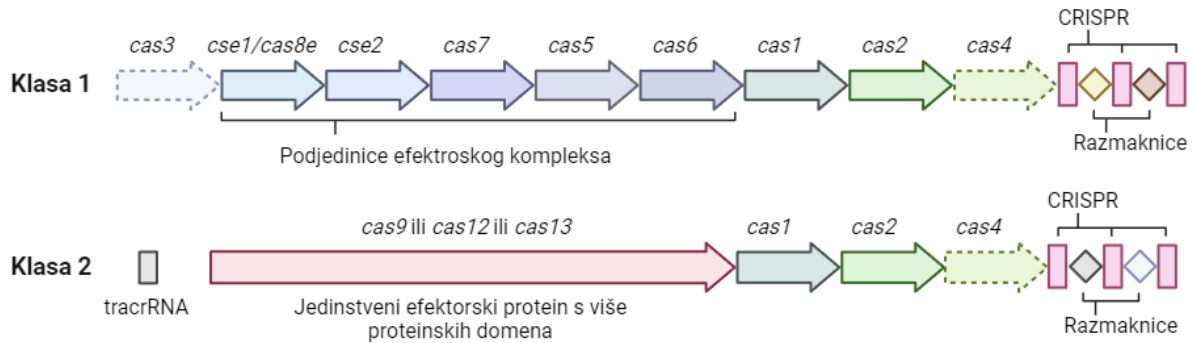 CRISPR
cas3 cse1/cas8e cse2 cas7 cas5 cas6 cas1 cas2 cas4
Klasa 1
Podjedinice efektroskog kompleksa
Razmaknice
CRISPR
cas9 ili cas12 ili cas13 cas1 cas2 cas4
Klasa 2
tracrRNA
Jedinstveni efektorski protein s više
proteinskih domena
Razmaknice